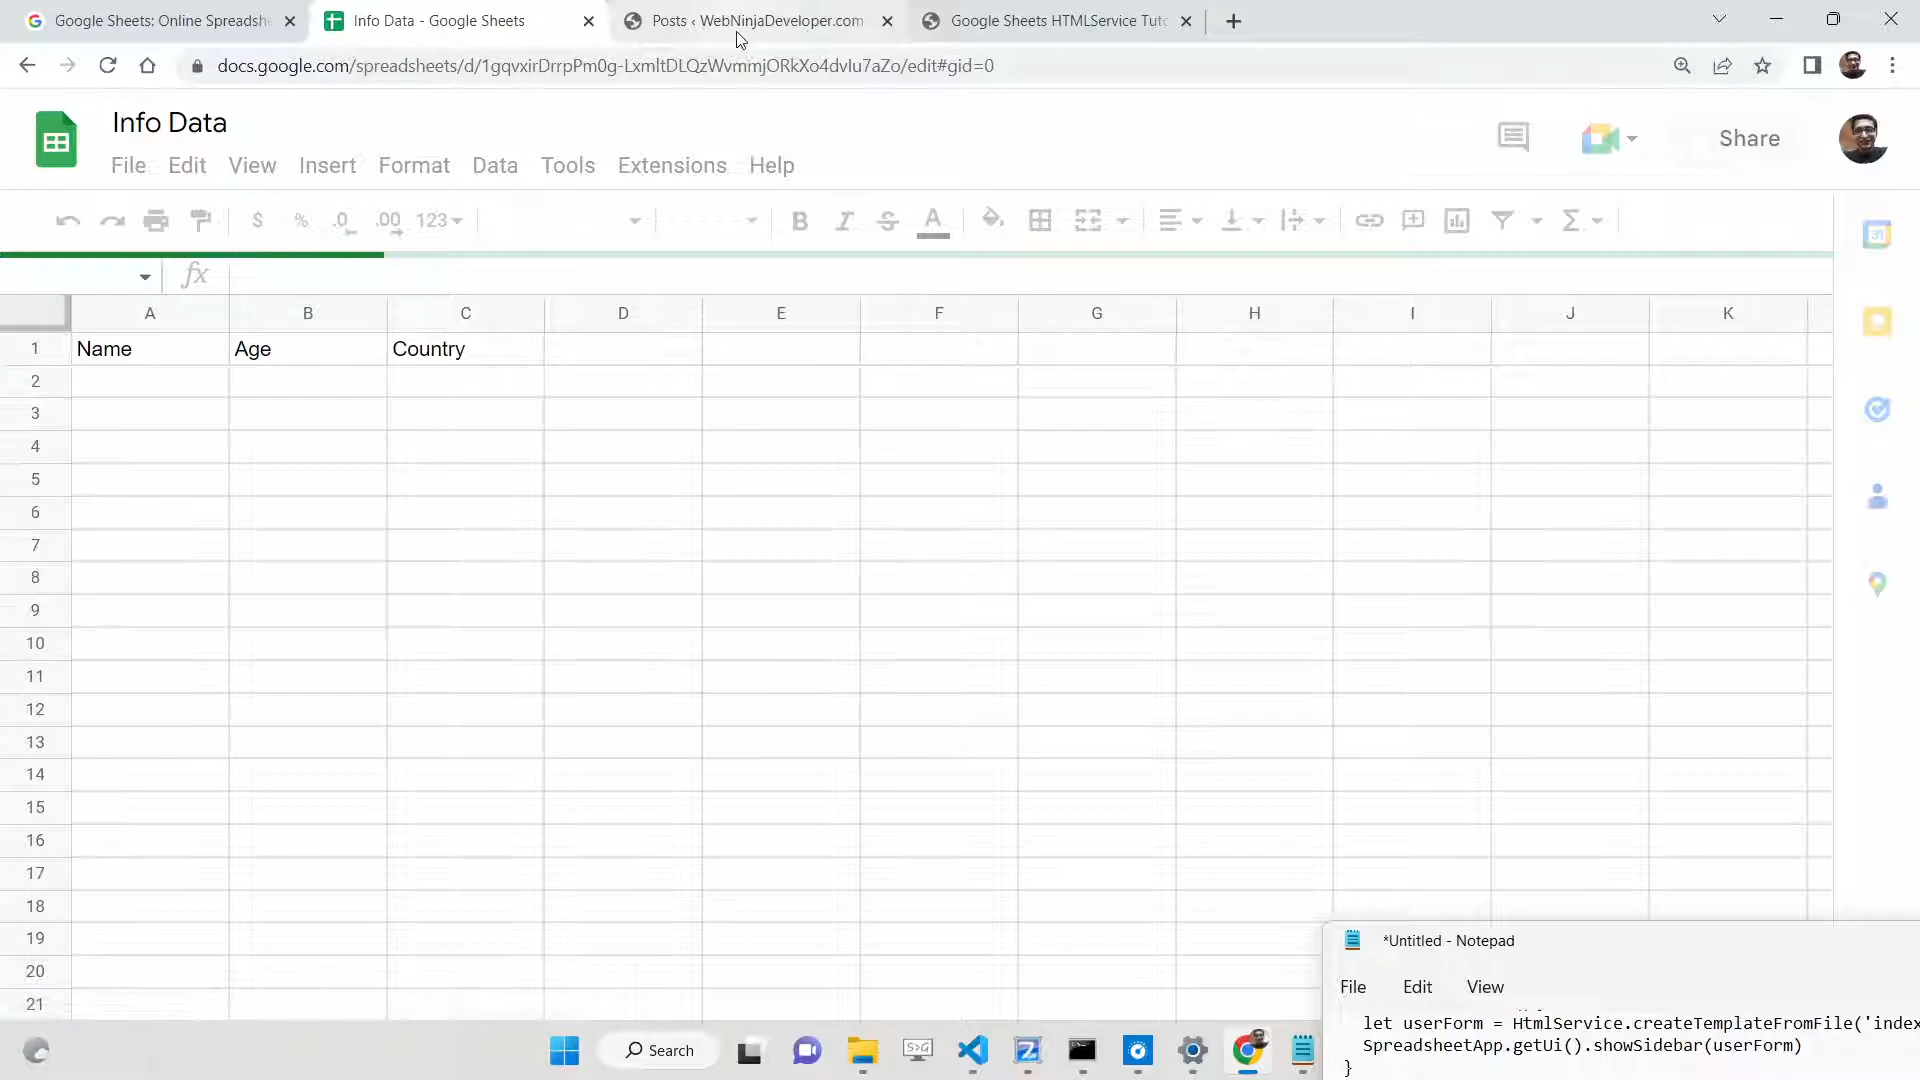 Google Sheets: Online Spreadsh
Info Data - Google Sheets
Posts ‹ WebNinjaDeveloper.com
Google Sheets HTMLService Tuto
docs.google.com/spreadsheets/d/1gqvxirDrrpPm0g-LxmltDLQzWvmmjORkXo4dvIu7aZo/edit#gid=0
Info Data
Share
File Edit View Insert Format Data Tools Extensions Help
$ % .0 .00 123 B I S A Σ
31
fx
A B C D E F G H I J K
1 Name Age Country
2
3
4
5
6
7
8
9
10
11
12
13
14
15
16
17
18
19
20
21
*Untitled - Notepad
File Edit View
let userForm = HtmlService.createTemplateFromFile('index
SpreadsheetApp.getUi().showSidebar(userForm)
}
Search